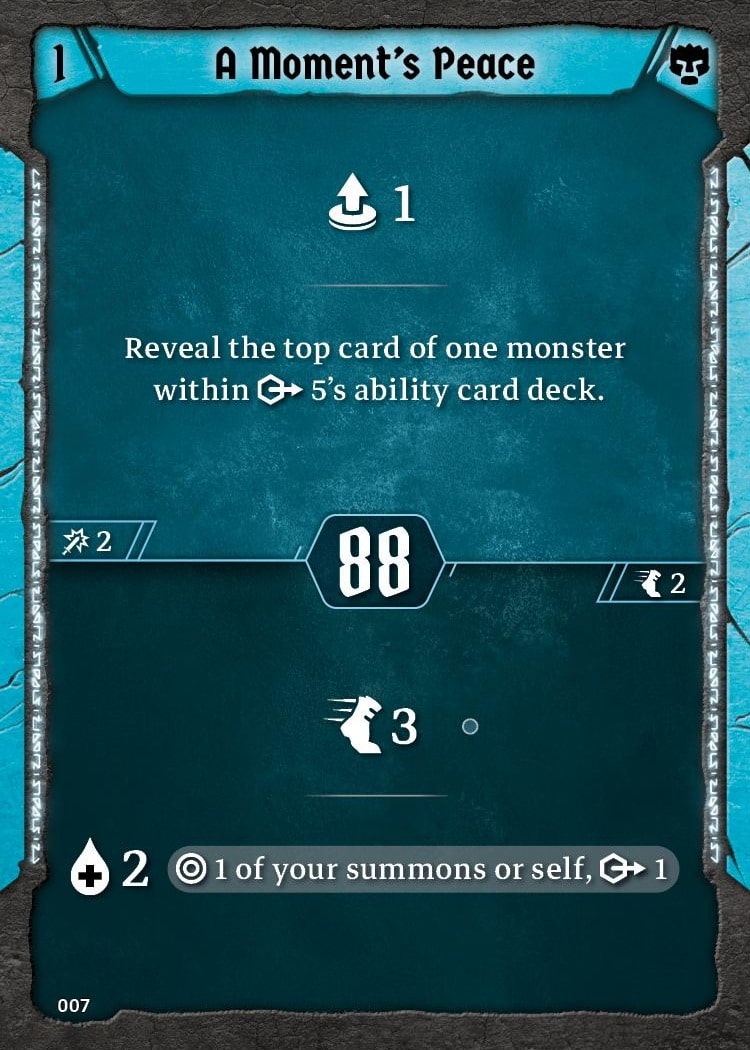 1
A Moment's Peace
1
Reveal the top card of one monster
within 5's ability card deck.
2
88
2
3
2 1 of your summons or self, 1
007